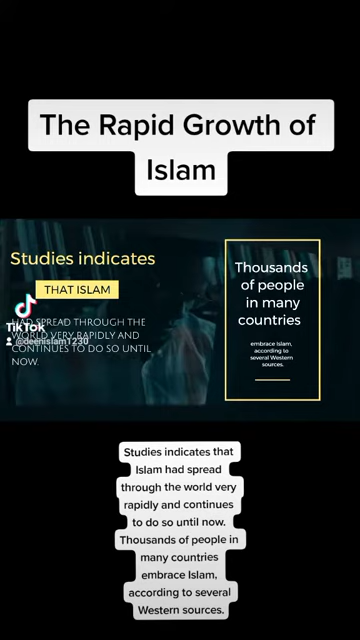 The Rapid Growth of
Islam
Studies indicates
THAT ISLAM
HAD SPREAD THROUGH THE
WORLD VERY RAPIDLY AND
CONTINUES TO DO SO UNTIL
NOW.
TikTok
@deenislam1230
Thousands
of people
in many
countries
embrace Islam,
according to
several Western
sources.
Studies indicates that
Islam had spread
through the world very
rapidly and continues
to do so until now.
Thousands of people in
many countries
embrace Islam,
according to several
Western sources.